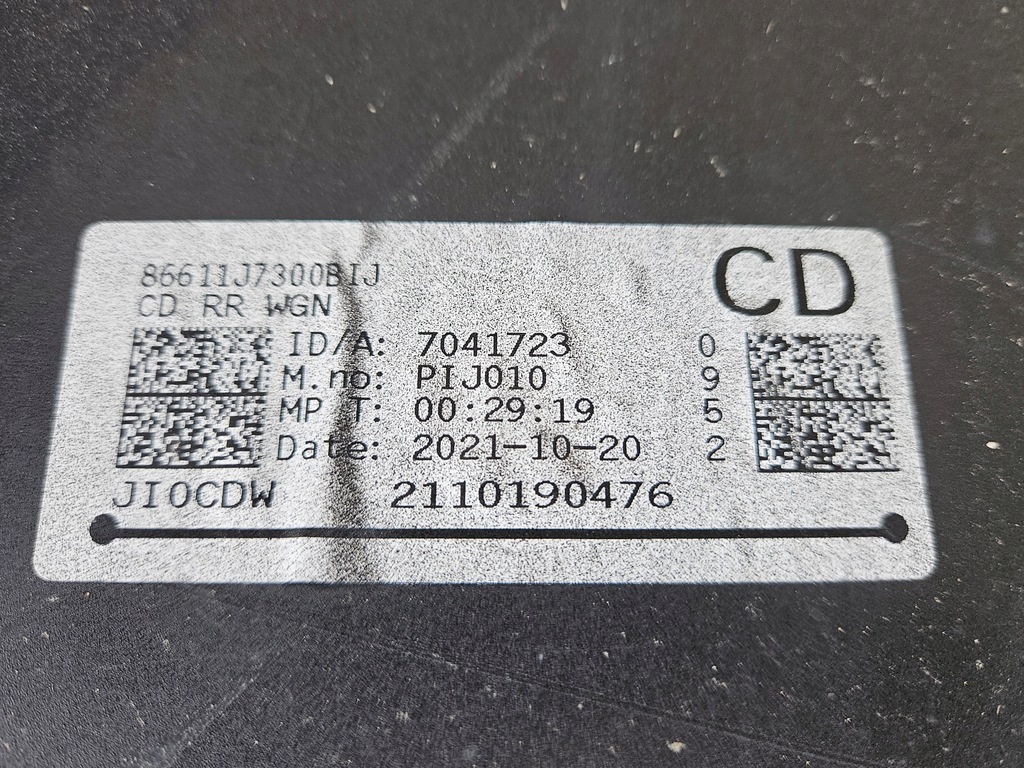 86611J7300BIJ
CD
CD RR WGN
ID/A: 7041723 0
M.no: PIJ010 9
MP T: 00:29:19 5
Date: 2021-10-20 2
JI0CDW 2110190476